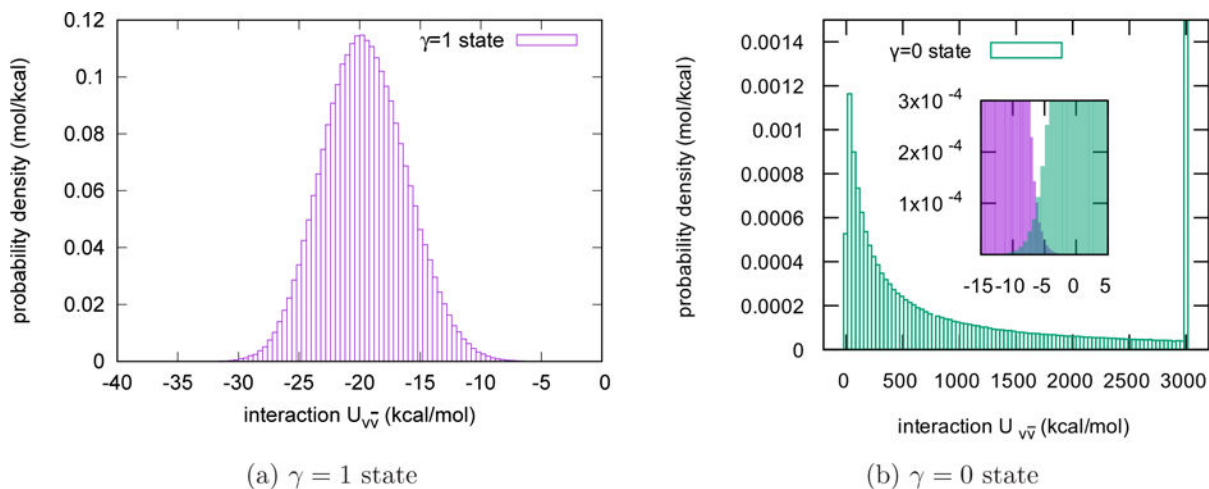 0.12
0.1
0.08
0.06
0.04
0.02
0
probability density (mol/kcal)
γ=1 state
-40 -35 -30 -25 -20 -15 -10 -5 0
interaction U_{vv̄} (kcal/mol)
(a) γ = 1 state
0.0014
0.0012
0.001
0.0008
0.0006
0.0004
0.0002
0
probability density (mol/kcal)
γ=0 state
3x10⁻⁴
2x10⁻⁴
1x10⁻⁴
-15 -10 -5 0 5
0 500 1000 1500 2000 2500 3000
interaction U_{vv̄} (kcal/mol)
(b) γ = 0 state